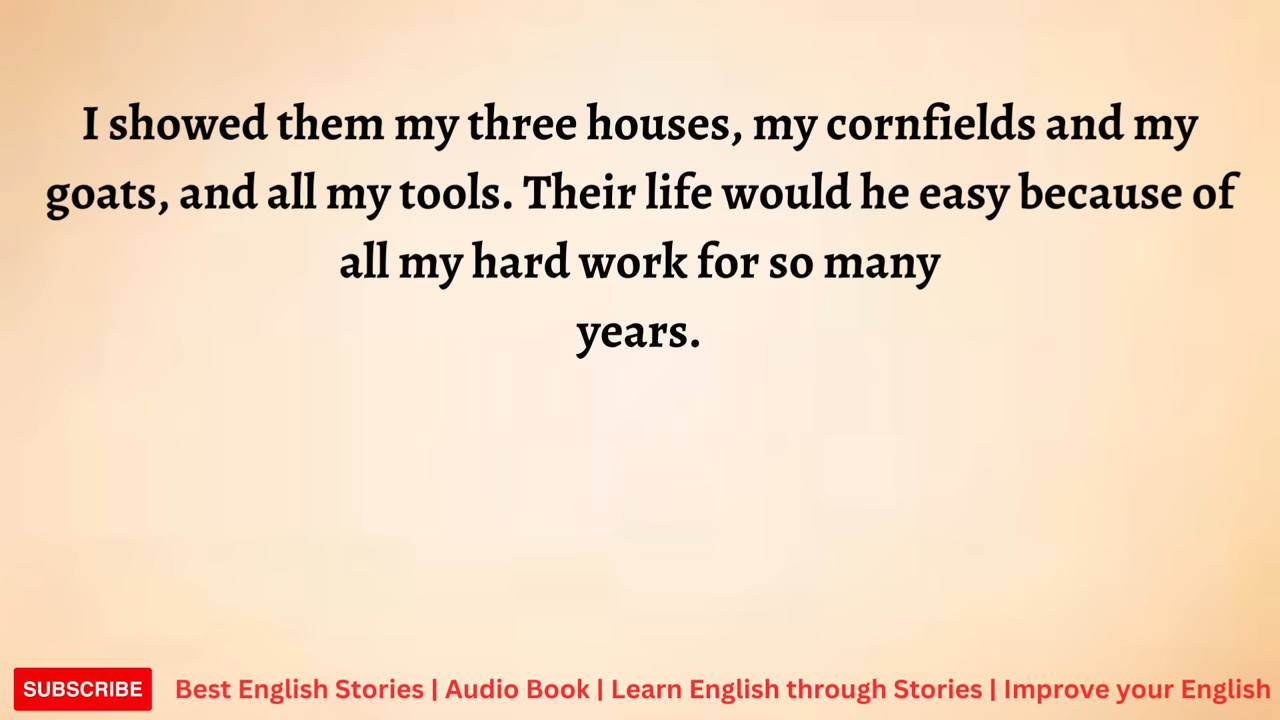 I showed them my three houses, my cornfields and my
goats, and all my tools. Their life would he easy because of
all my hard work for so many
years.
SUBSCRIBE
Best English Stories | Audio Book | Learn English through Stories | Improve your English